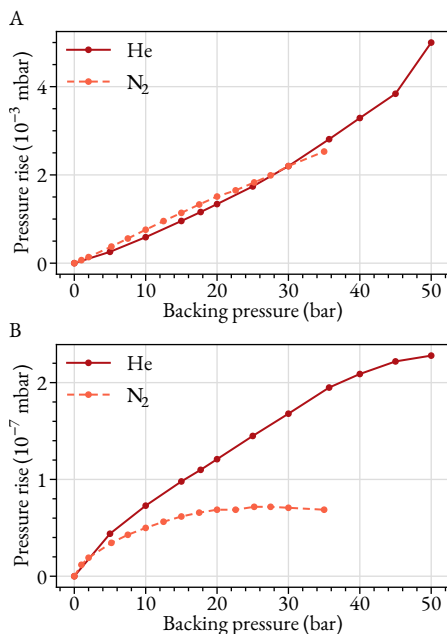 A
He
N₂
Pressure rise (10⁻³ mbar)
4
2
0
0 10 20 30 40 50
Backing pressure (bar)
B
He
N₂
Pressure rise (10⁻⁷ mbar)
2
1
0
0 10 20 30 40 50
Backing pressure (bar)